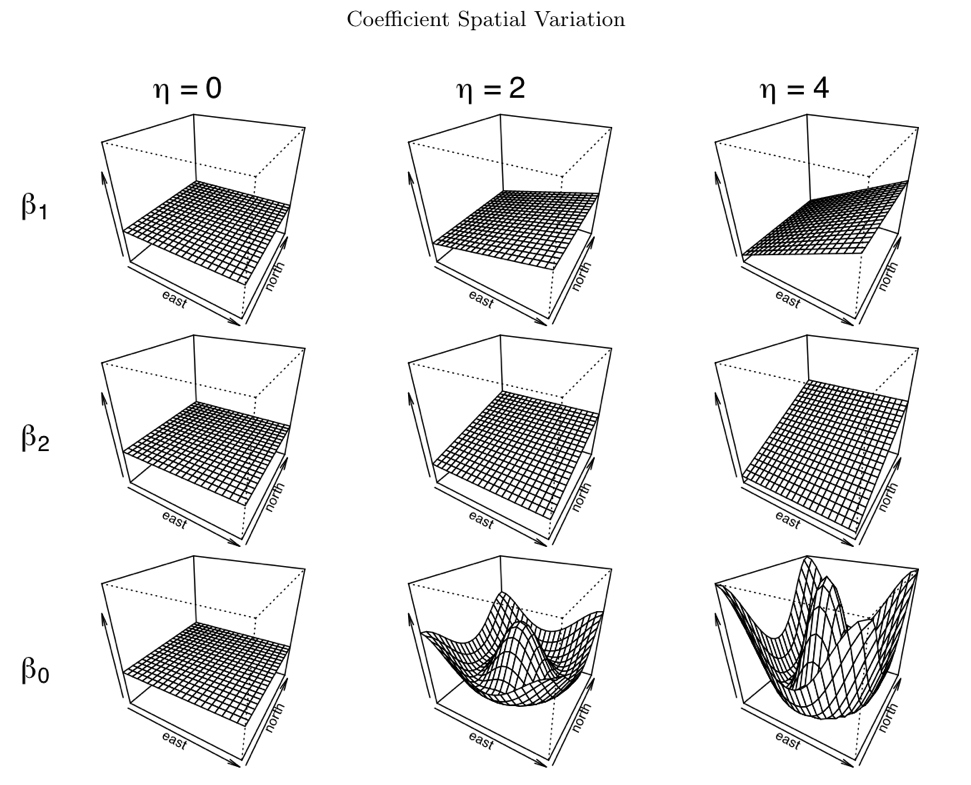 Coefficient Spatial Variation
η = 0 η = 2 η = 4
β1
east north east north east north
β2
east north east north east north
β0
east north east north east north